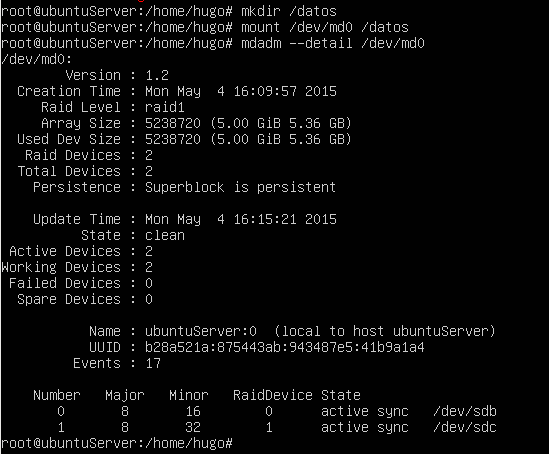 root@ubuntuServer:/home/hugo# mkdir /datos
root@ubuntuServer:/home/hugo# mount /dev/md0 /datos
root@ubuntuServer:/home/hugo# mdadm --detail /dev/md0
/dev/md0:
Version : 1.2
Creation Time : Mon May  4 16:09:57 2015
Raid Level : raid1
Array Size : 5238720 (5.00 GiB 5.36 GB)
Used Dev Size : 5238720 (5.00 GiB 5.36 GB)
Raid Devices : 2
Total Devices : 2
Persistence : Superblock is persistent
Update Time : Mon May  4 16:15:21 2015
State : clean
Active Devices : 2
Working Devices : 2
Failed Devices : 0
Spare Devices : 0
Name : ubuntuServer:0  (local to host ubuntuServer)
UUID : b28a521a:875443ab:943487e5:41b9a1a4
Events : 17
Number   Major   Minor   RaidDevice State
0       8       16        0      active sync   /dev/sdb
1       8       32        1      active sync   /dev/sdc
root@ubuntuServer:/home/hugo#